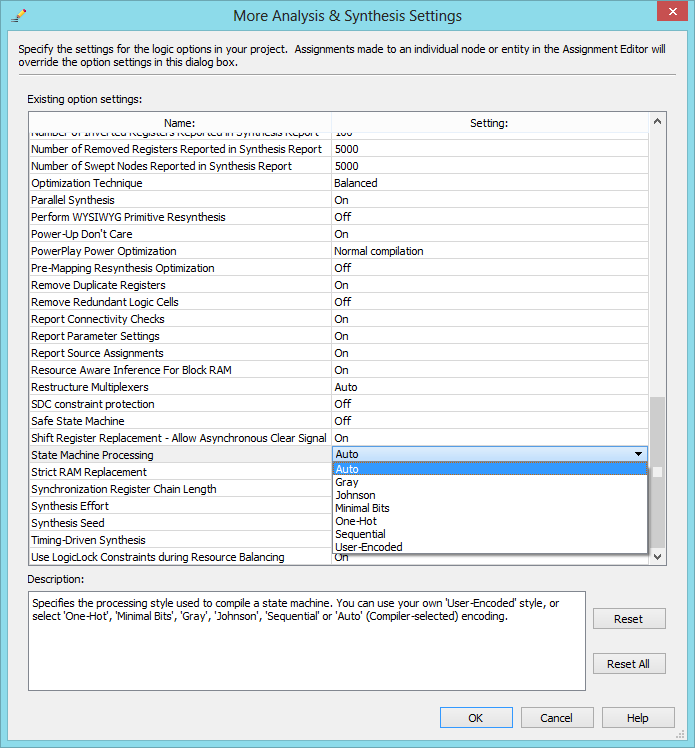 More Analysis & Synthesis Settings
Specify the settings for the logic options in your project. Assignments made to an individual node or entity in the Assignment Editor will
override the option settings in this dialog box.
Existing option settings:
Name: Setting:
Number of Inverted Registers Reported in Synthesis Report 100
Number of Removed Registers Reported in Synthesis Report 5000
Number of Swept Nodes Reported in Synthesis Report 5000
Optimization Technique Balanced
Parallel Synthesis On
Perform WYSIWYG Primitive Resynthesis Off
Power-Up Don't Care On
PowerPlay Power Optimization Normal compilation
Pre-Mapping Resynthesis Optimization Off
Remove Duplicate Registers On
Remove Redundant Logic Cells Off
Report Connectivity Checks On
Report Parameter Settings On
Report Source Assignments On
Resource Aware Inference For Block RAM On
Restructure Multiplexers Auto
SDC constraint protection Off
Safe State Machine Off
Shift Register Replacement - Allow Asynchronous Clear Signal On
State Machine Processing Auto
Strict RAM Replacement Auto
Synchronization Register Chain Length Gray
Johnson
Synthesis Effort Minimal Bits
Synthesis Seed One-Hot
Timing-Driven Synthesis Sequential
User-Encoded
Use LogicLock Constraints during Resource Balancing On
Description:
Specifies the processing style used to compile a state machine. You can use your own 'User-Encoded' style, or
select 'One-Hot', 'Minimal Bits', 'Gray', 'Johnson', 'Sequential' or 'Auto' (Compiler-selected) encoding.
Reset
Reset All
OK Cancel Help